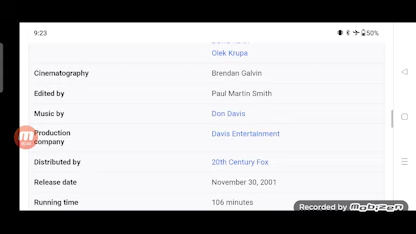 9:23
50%
Olek Krupa
Cinematography Brendan Galvin
Edited by Paul Martin Smith
Music by Don Davis
Production
company Davis Entertainment
Distributed by 20th Century Fox
Release date November 30, 2001
Running time 106 minutes
Recorded by Mobizen